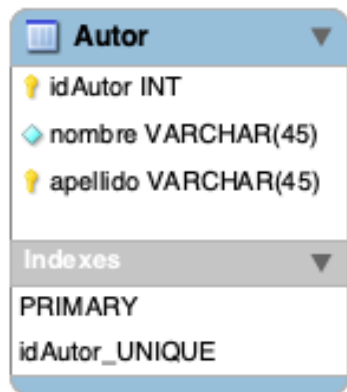 Autor
idAutor INT
nombre VARCHAR(45)
apellido VARCHAR(45)
Indexes
PRIMARY
idAutor_UNIQUE